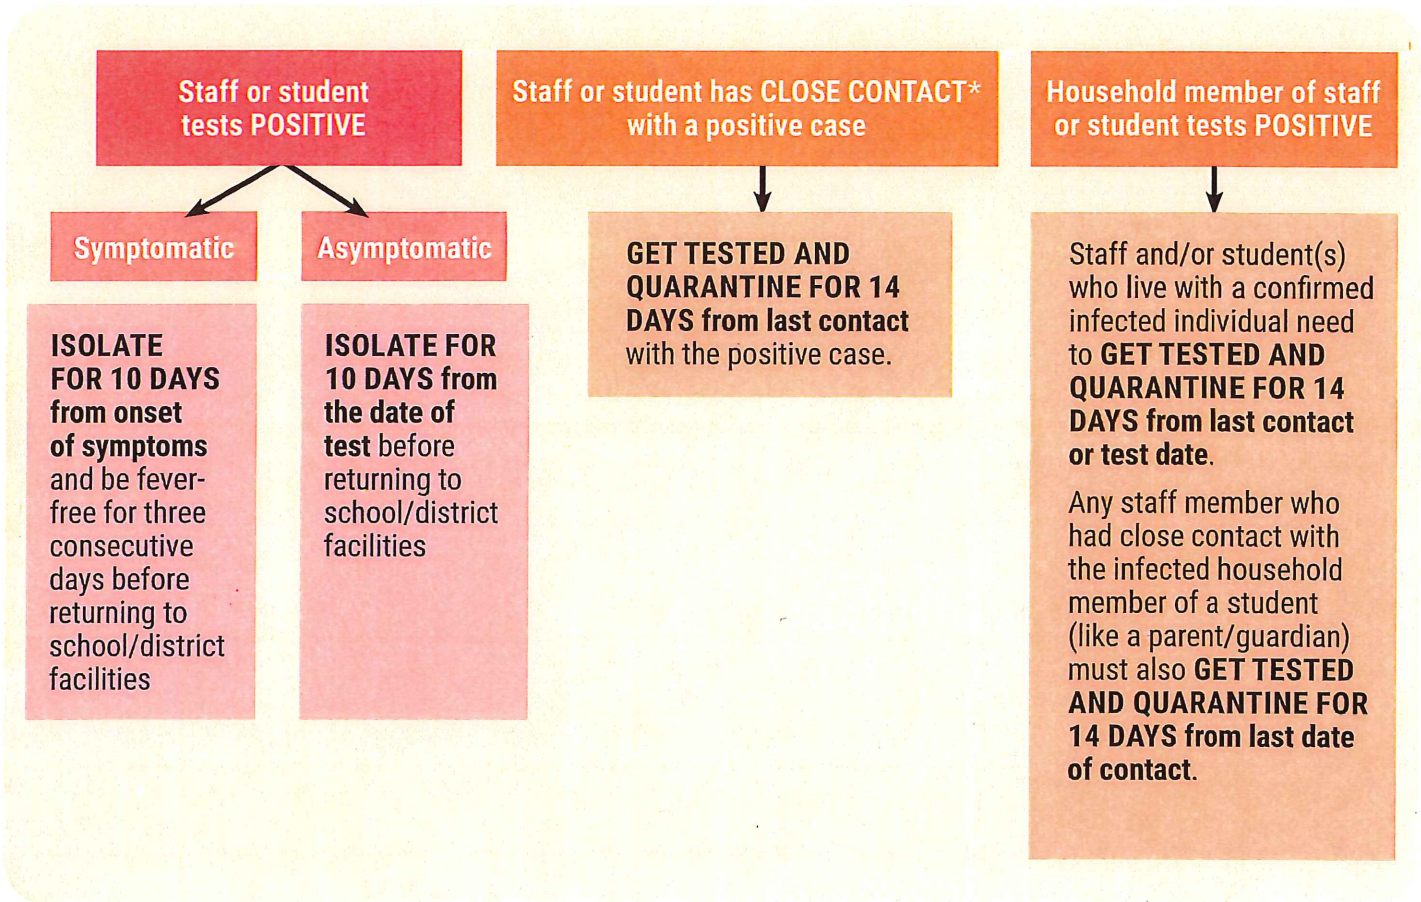 Staff or student
tests POSITIVE
Symptomatic
ISOLATE
FOR 10 DAYS
from onset
of symptoms
and be fever-
free for three
consecutive
days before
returning to
school/district
facilities
Asymptomatic
ISOLATE FOR
10 DAYS from
the date of
test before
returning to
school/district
facilities
Staff or student has CLOSE CONTACT*
with a positive case
GET TESTED AND
QUARANTINE FOR 14
DAYS from last contact
with the positive case.
Household member of staff
or student tests POSITIVE
Staff and/or student(s)
who live with a confirmed
infected individual need
to GET TESTED AND
QUARANTINE FOR 14
DAYS from last contact
or test date.
Any staff member who
had close contact with
the infected household
member of a student
(like a parent/guardian)
must also GET TESTED
AND QUARANTINE FOR
14 DAYS from last date
of contact.